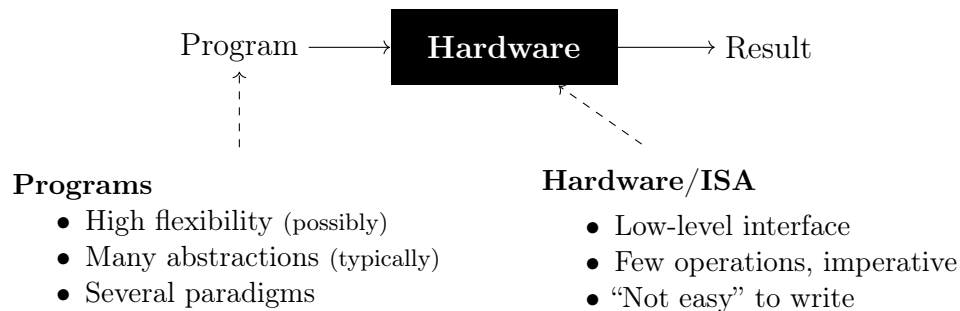 Program
Hardware
Result
Programs
• High flexibility (possibly)
• Many abstractions (typically)
• Several paradigms
Hardware/ISA
• Low-level interface
• Few operations, imperative
• “Not easy” to write